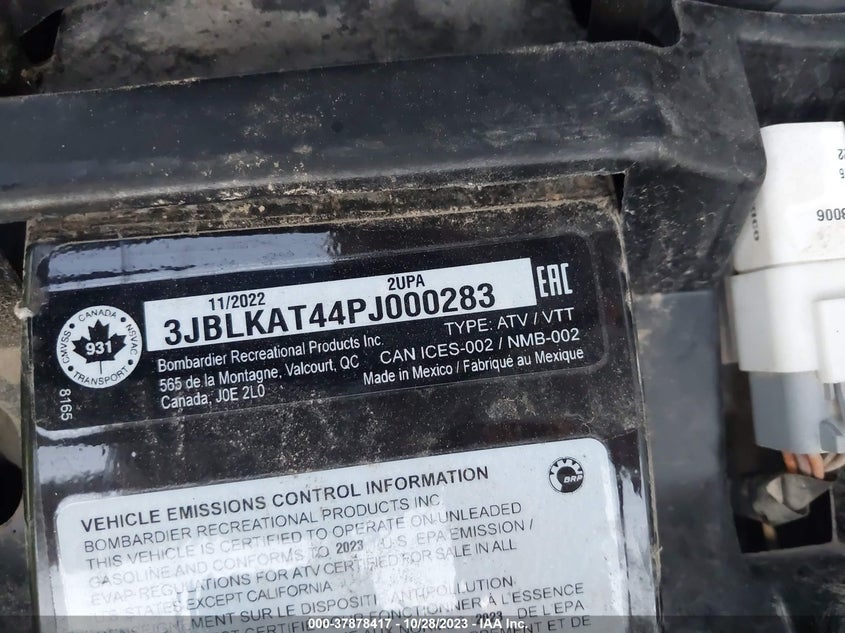 11/2022 2UPA
3JBLKAT44PJ000283
EAC
CMVSS · CANADA · NSVAC · TRANSPORT
931
8165
Bombardier Recreational Products Inc.
565 de la Montagne, Valcourt, QC
Canada, J0E 2L0
TYPE: ATV / VTT
CAN ICES-002 / NMB-002
Made in Mexico / Fabriqué au Mexique
VEHICLE EMISSIONS CONTROL INFORMATION
BRP
BOMBARDIER RECREATIONAL PRODUCTS INC
THIS VEHICLE IS CERTIFIED TO OPERATE ON UNLEADED
GASOLINE AND CONFORMS TO 2023 U.S. EPA EMISSION /
EVAP REGULATIONS FOR ATV CERTIFIED FOR SALE IN ALL
U.S. STATES EXCEPT CALIFORNIA
SUR LE DISPOSITIF ANTIPOLLUTION
FONCTIONNER À L'ESSENCE
2023 DE L'EPA
ET DE
8006
000-37878417 | 10/28/2023 | IAA Inc.